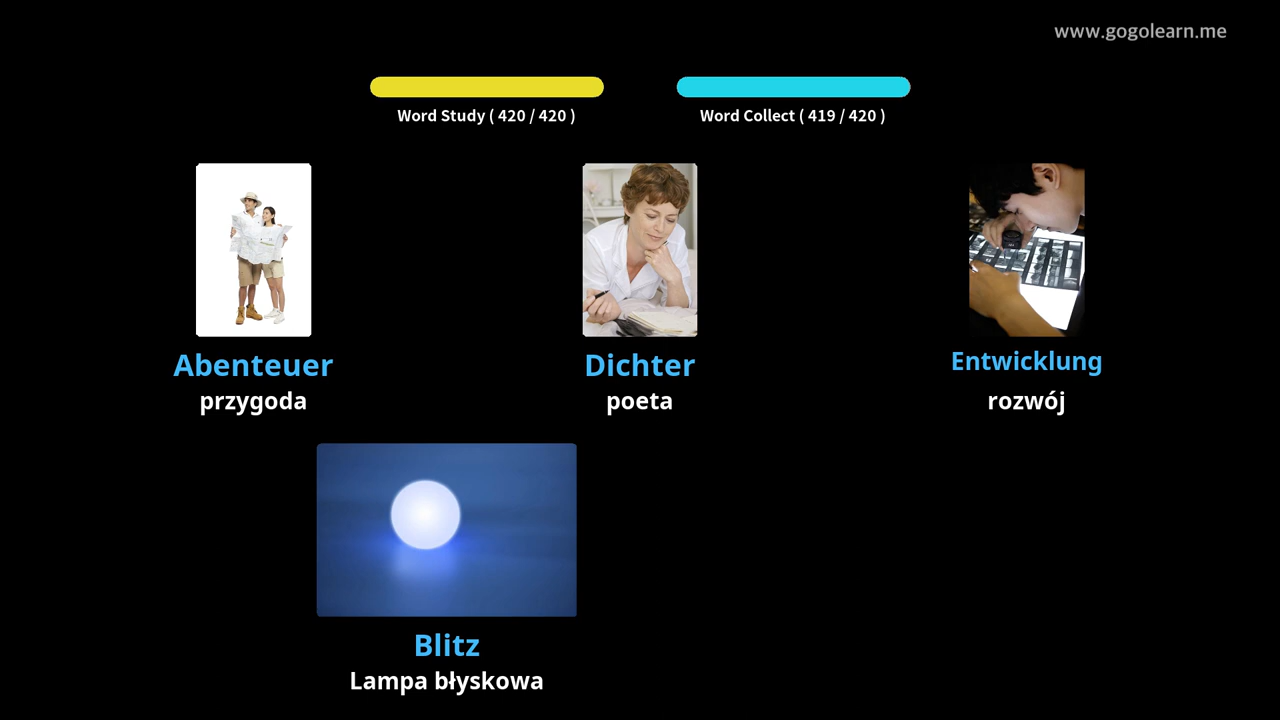 www.gogolearn.me
Word Study ( 420 / 420 )
Word Collect ( 419 / 420 )
Abenteuer
przygoda
Dichter
poeta
Entwicklung
rozwój
Blitz
Lampa błyskowa